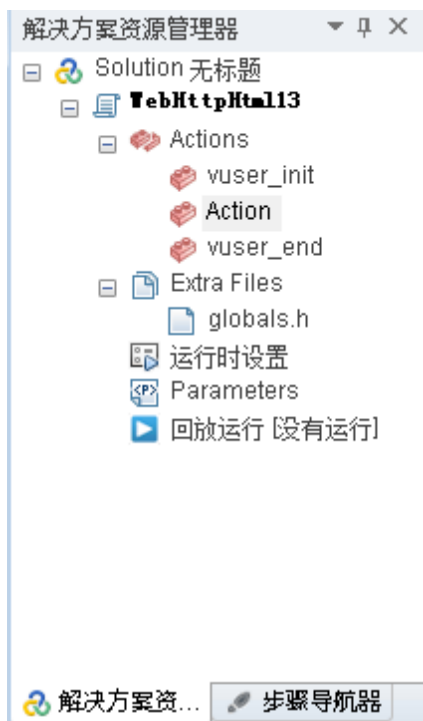 解决方案资源管理器
Solution 无标题
WebHttpHtml13
Actions
vuser_init
Action
vuser_end
Extra Files
globals.h
运行时设置
<P> Parameters
回放运行 [没有运行]
解决方案资... 步骤导航器